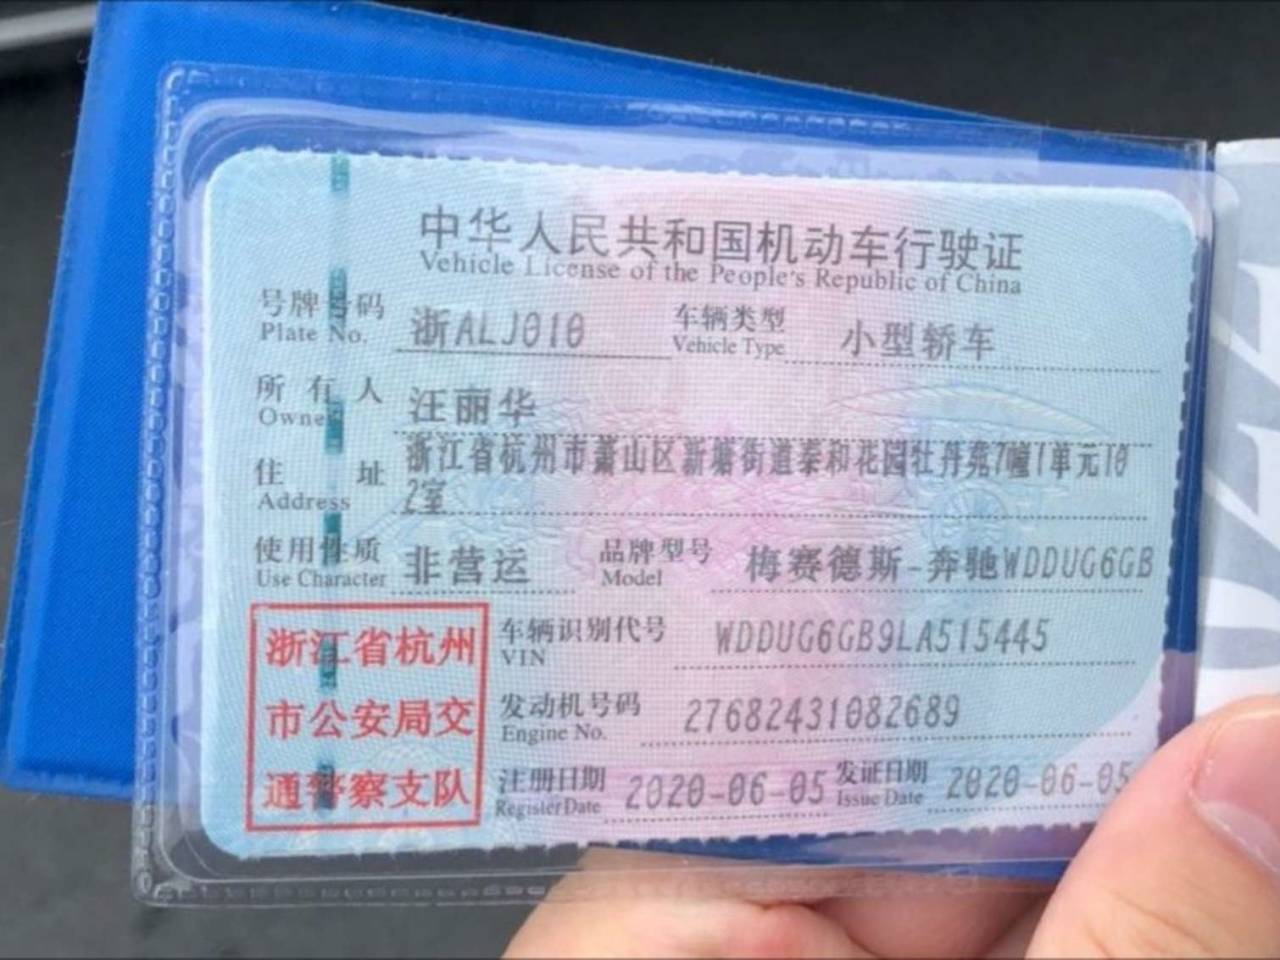 中华人民共和国机动车行驶证
Vehicle License of the People's Republic of China
号牌号码 浙ALJ010 车辆类型 小型轿车
Plate No. Vehicle Type
所有人 汪丽华
Owner
住址 浙江省杭州市萧山区新塘街道泰和花园牡丹苑7幢1单元10
Address 2室
使用性质 非营运 品牌型号 梅赛德斯-奔驰WDDUG6GB
Use Character Model
浙江省杭州
市公安局交
通警察支队
车辆识别代号 WDDUG6GB9LA515445
VIN
发动机号码 27682431082689
Engine No.
注册日期 2020-06-05 发证日期 2020-06-05
Register Date Issue Date